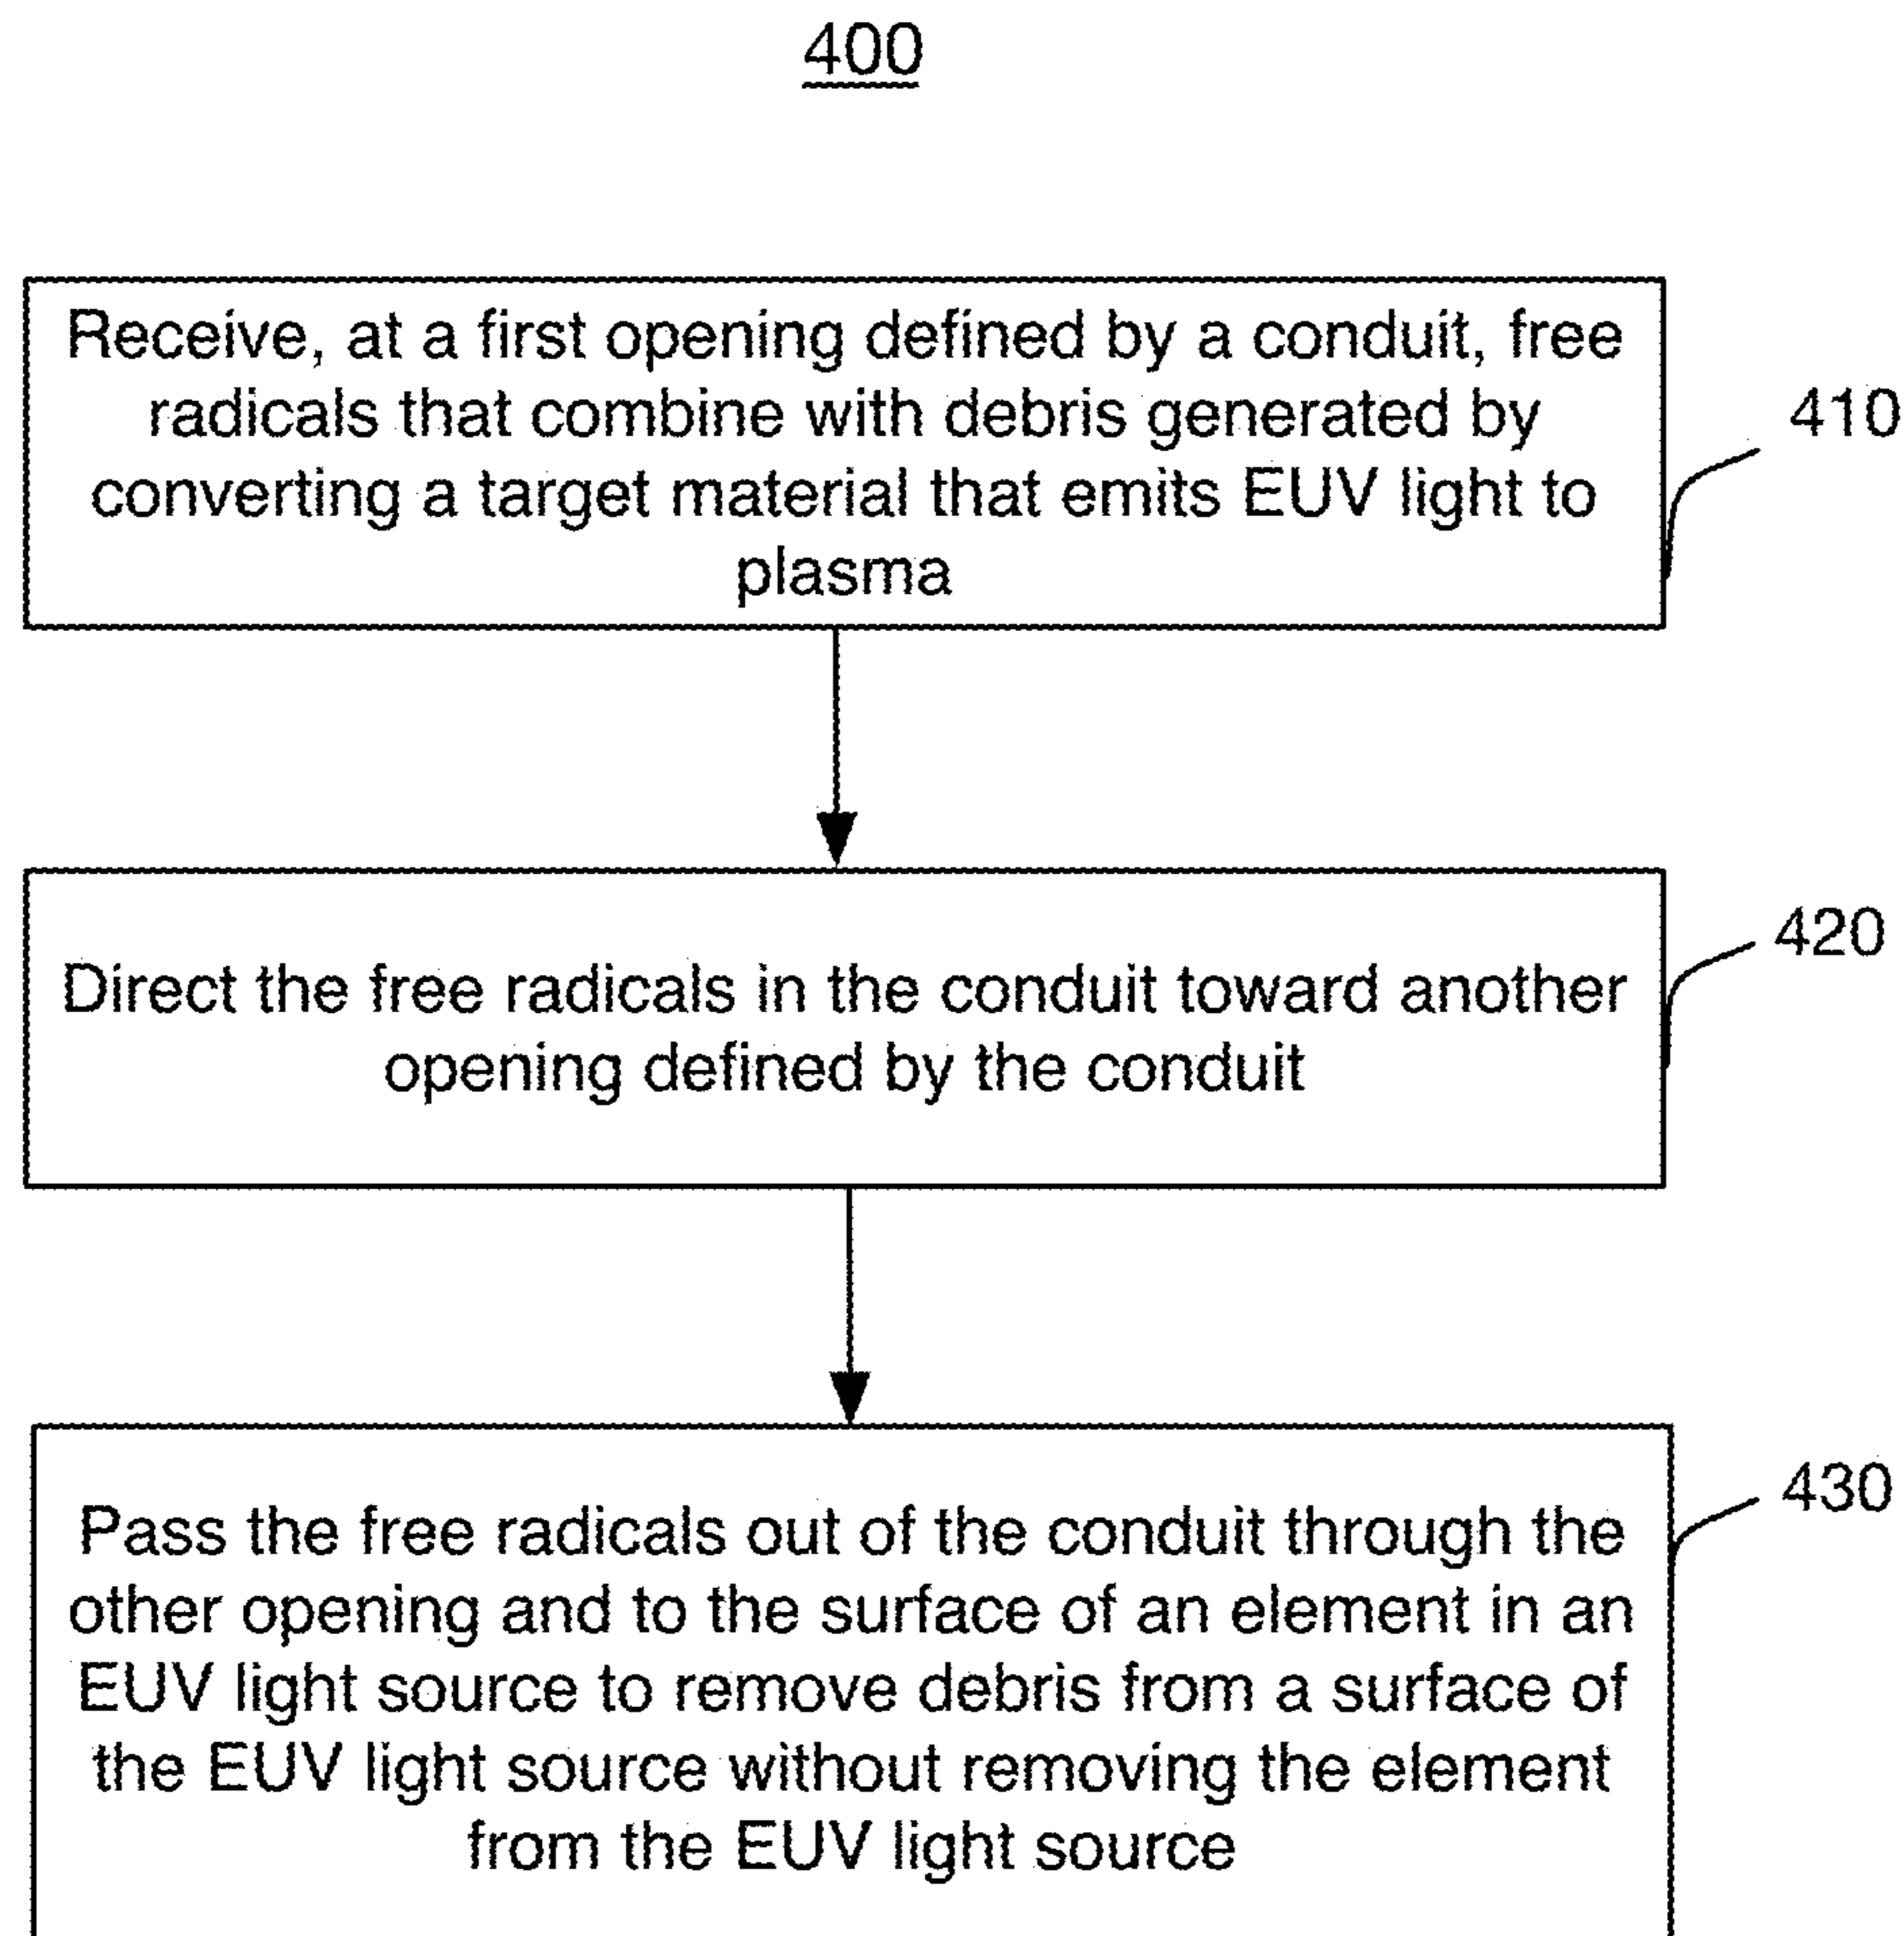 400
Receive, at a first opening defined by a conduit, free
radicals that combine with debris generated by
converting a target material that emits EUV light to
plasma
410
Direct the free radicals in the conduit toward another
opening defined by the conduit
420
Pass the free radicals out of the conduit through the
other opening and to the surface of an element in an
EUV light source to remove debris from a surface of
the EUV light source without removing the element
from the EUV light source
430